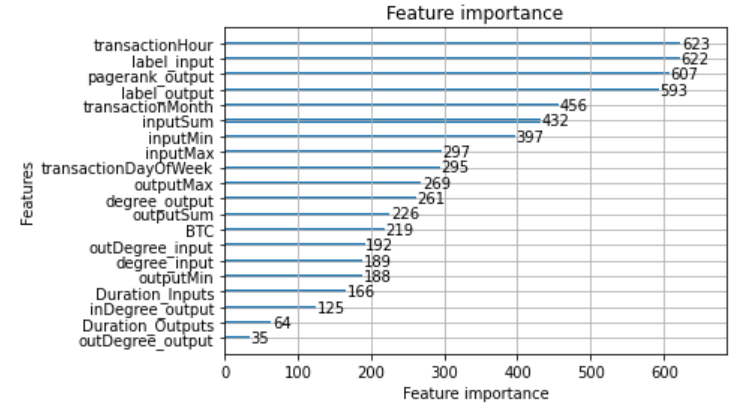 Feature importance
transactionHour 623
label_input 622
pagerank_output 607
label_output 593
transactionMonth 456
inputSum 432
inputMin 397
inputMax 297
transactionDayOfWeek 295
outputMax 269
degree_output 261
outputSum 226
BTC 219
outDegree_input 192
degree_input 189
outputMin 188
Duration_Inputs 166
inDegree_output 125
Duration_Outputs 64
outDegree_output 35
Features
0 100 200 300 400 500 600
Feature importance